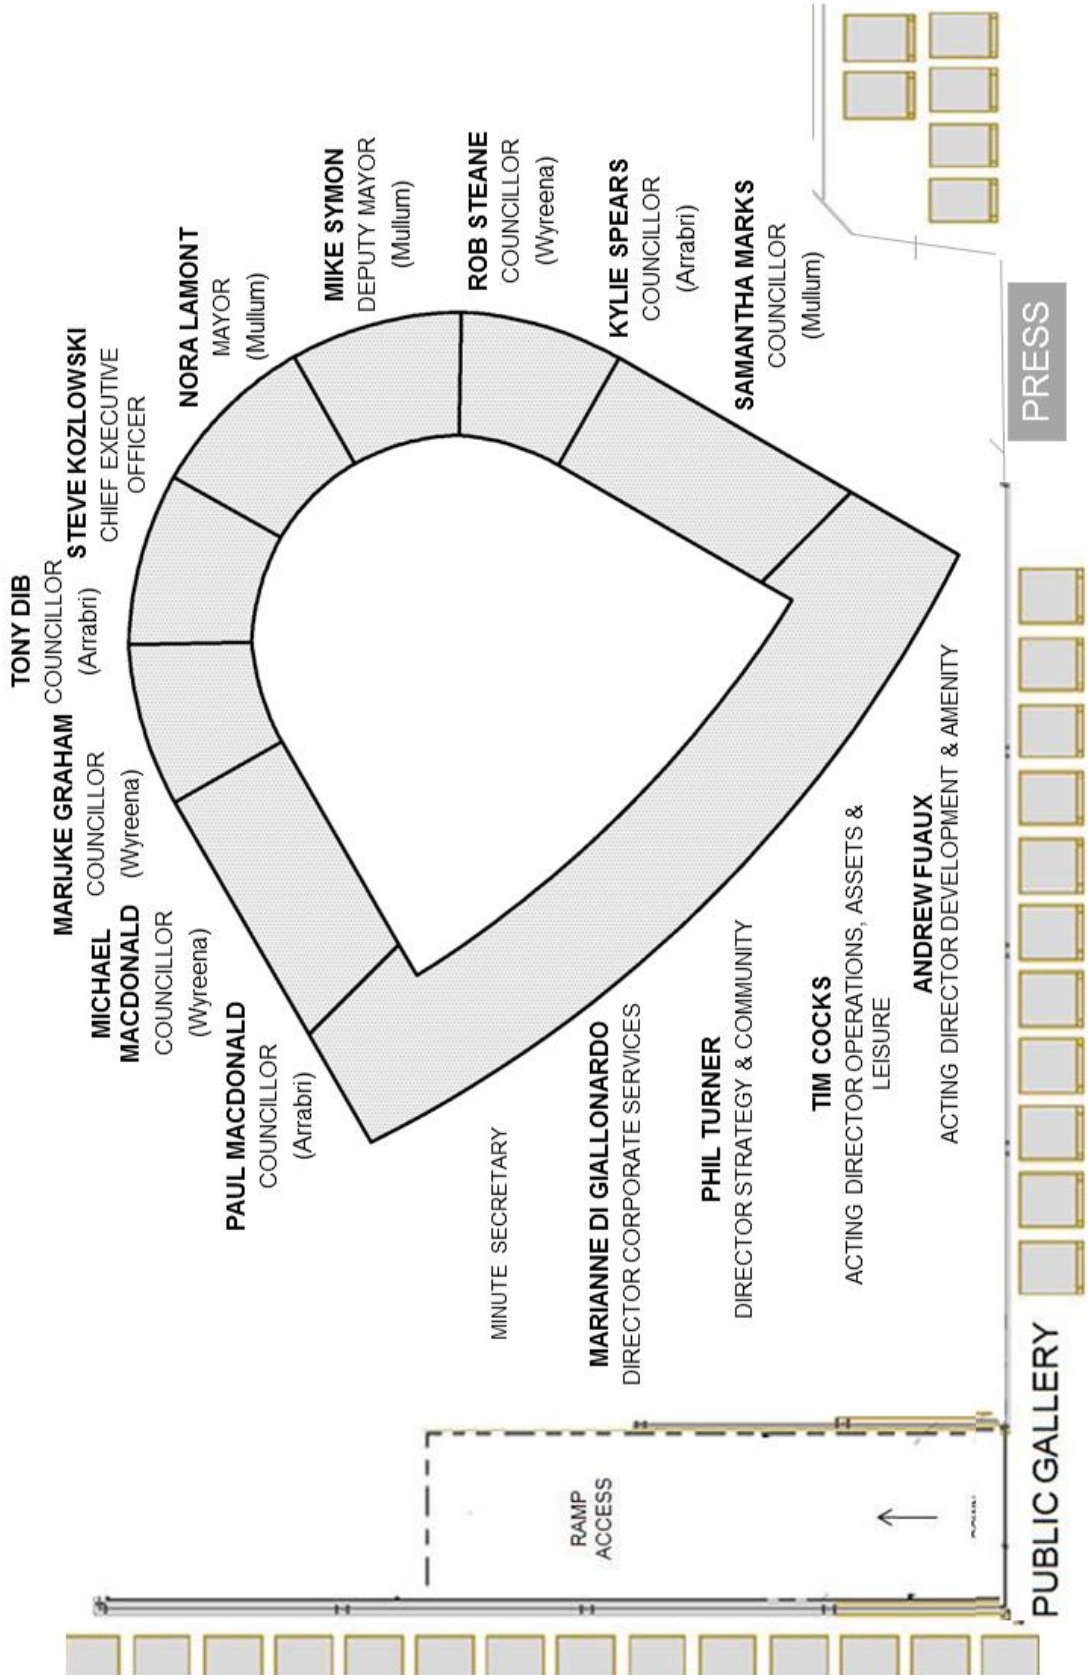 TONY DIB
COUNCILLOR
(Arrabri)
STEVE KOZLOWSKI
CHIEF EXECUTIVE
OFFICER
NORA LAMONT
MAYOR
(Mullum)
MIKE SYMON
DEPUTY MAYOR
(Mullum)
ROB STEANE
COUNCILLOR
(Wyreena)
KYLIE SPEARS
COUNCILLOR
(Arrabri)
SAMANTHA MARKS
COUNCILLOR
(Mullum)
MARIJKE GRAHAM
COUNCILLOR
(Wyreena)
MICHAEL
MACDONALD
COUNCILLOR
(Wyreena)
PAUL MACDONALD
COUNCILLOR
(Arrabri)
MINUTE SECRETARY
MARIANNE DI GIALLONARDO
DIRECTOR CORPORATE SERVICES
PHIL TURNER
DIRECTOR STRATEGY & COMMUNITY
TIM COCKS
ACTING DIRECTOR OPERATIONS, ASSETS &
LEISURE
ANDREW FUAUX
ACTING DIRECTOR DEVELOPMENT & AMENITY
PRESS
RAMP
ACCESS
PUBLIC GALLERY